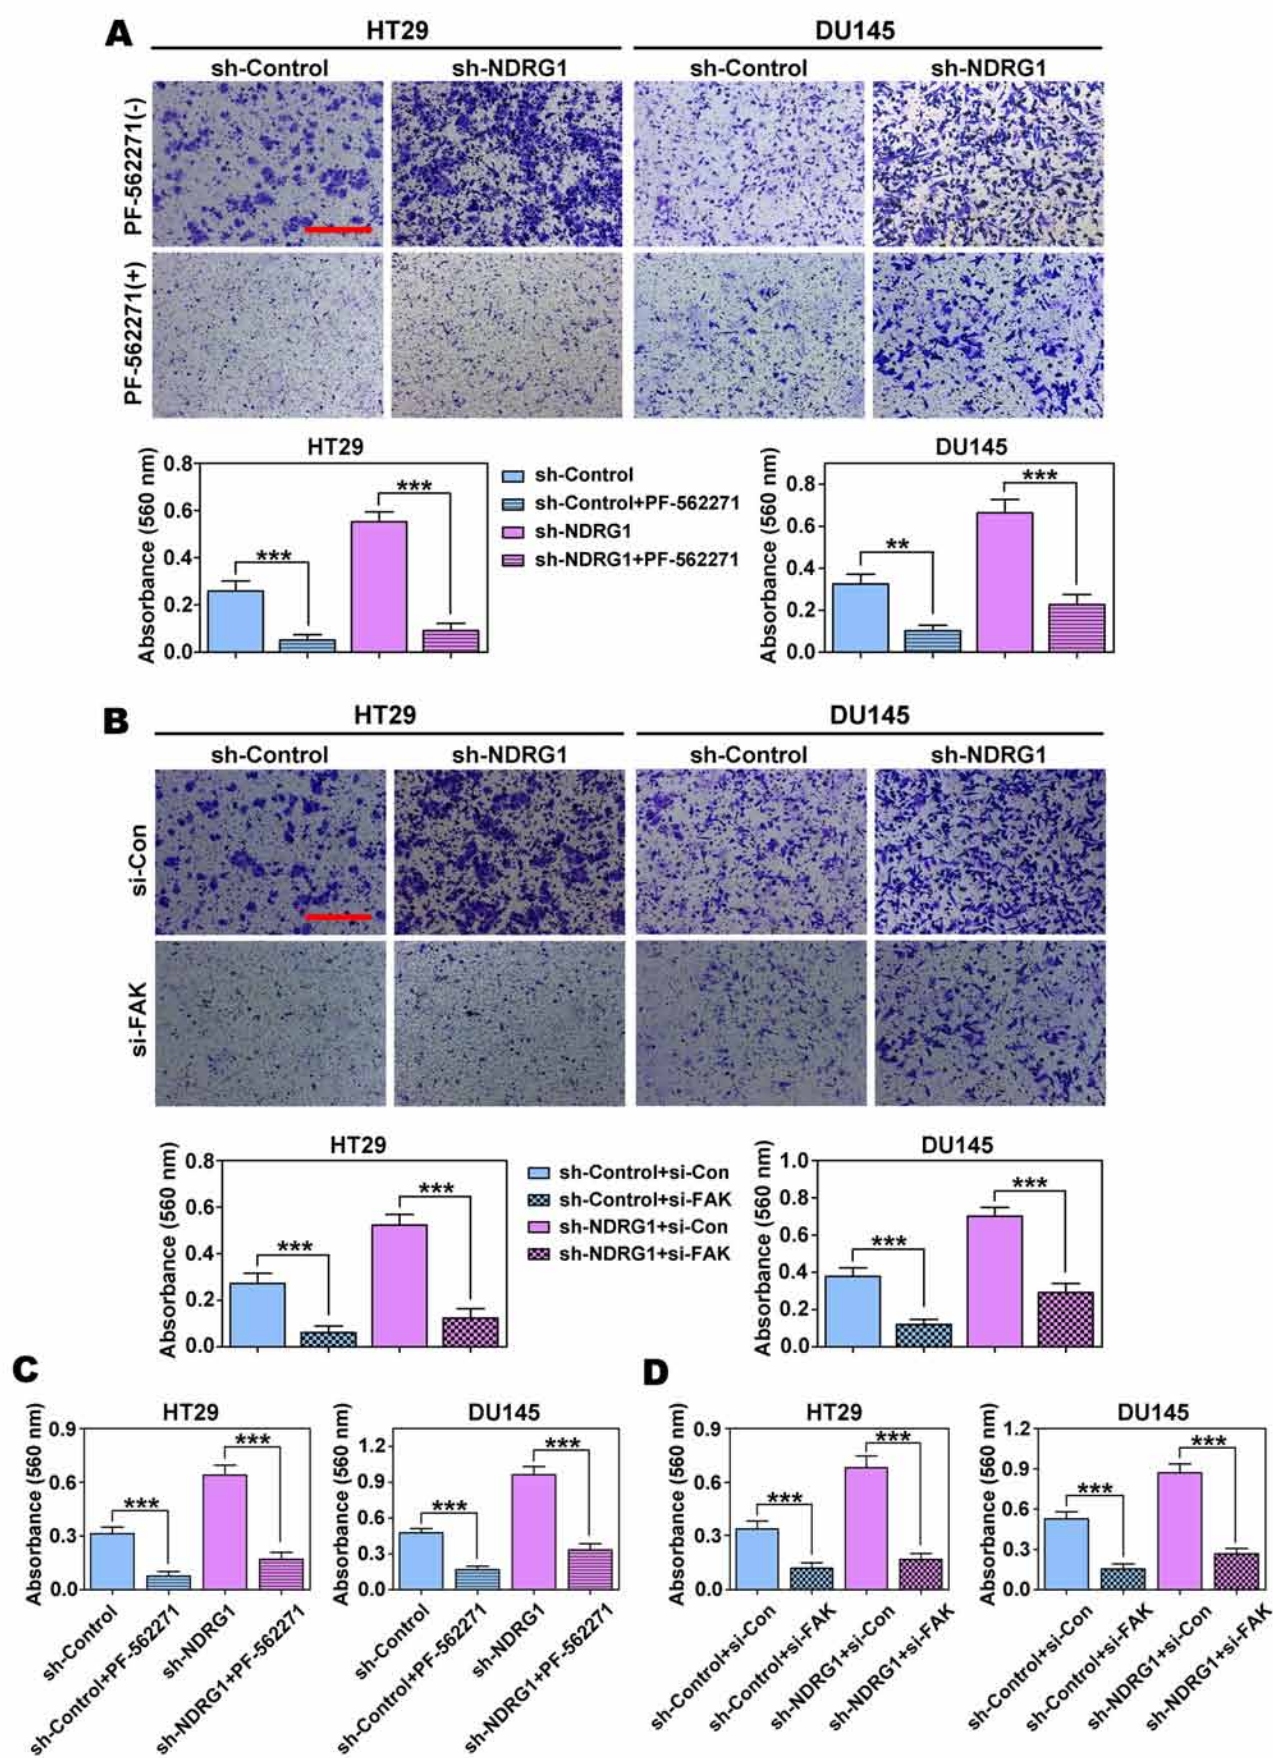 A
HT29 DU145
sh-Control sh-NDRG1 sh-Control sh-NDRG1
PF-562271(-)
PF-562271(+)
HT29
Absorbance (560 nm)
0.8
0.6
0.4
0.2
0.0
***
***
sh-Control
sh-Control+PF-562271
sh-NDRG1
sh-NDRG1+PF-562271
DU145
Absorbance (560 nm)
0.8
0.6
0.4
0.2
0.0
**
***
B
HT29 DU145
sh-Control sh-NDRG1 sh-Control sh-NDRG1
si-Con
si-FAK
HT29
Absorbance (560 nm)
0.8
0.6
0.4
0.2
0.0
***
***
sh-Control+si-Con
sh-Control+si-FAK
sh-NDRG1+si-Con
sh-NDRG1+si-FAK
DU145
Absorbance (560 nm)
1.0
0.8
0.6
0.4
0.2
0.0
***
***
C
HT29
Absorbance (560 nm)
0.9
0.6
0.3
0.0
***
***
sh-Control
sh-Control+PF-562271
sh-NDRG1
sh-NDRG1+PF-562271
DU145
Absorbance (560 nm)
1.2
0.9
0.6
0.3
0.0
***
***
sh-Control
sh-Control+PF-562271
sh-NDRG1
sh-NDRG1+PF-562271
D
HT29
Absorbance (560 nm)
0.9
0.6
0.3
0.0
***
***
sh-Control+si-Con
sh-Control+si-FAK
sh-NDRG1+si-Con
sh-NDRG1+si-FAK
DU145
Absorbance (560 nm)
1.2
0.9
0.6
0.3
0.0
***
***
sh-Control+si-Con
sh-Control+si-FAK
sh-NDRG1+si-Con
sh-NDRG1+si-FAK